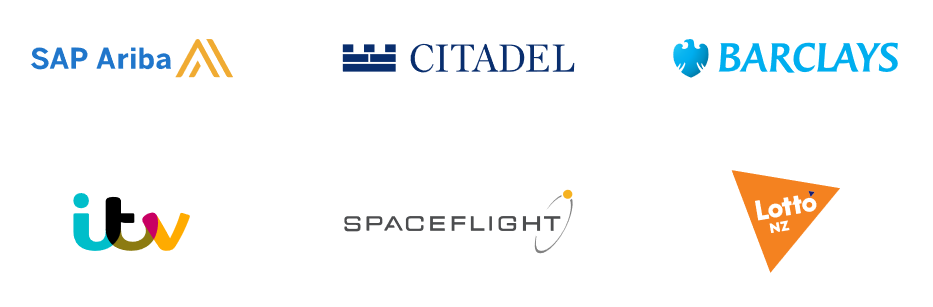 SAP Ariba
CITADEL
BARCLAYS
itv
SPACEFLIGHT
Lotto
NZ